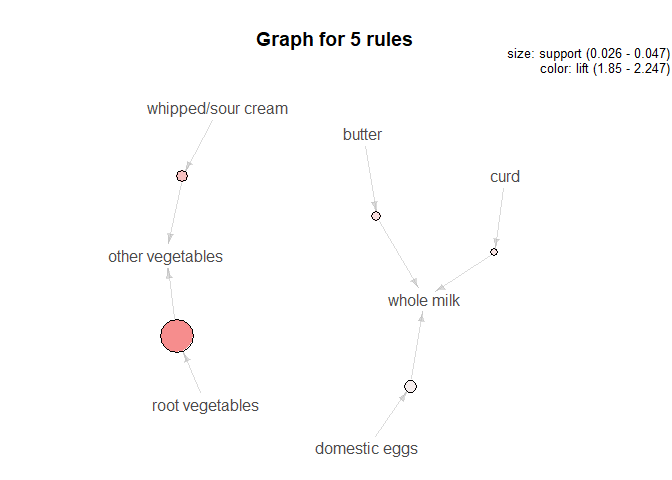 Graph for 5 rules
size: support (0.026 - 0.047)
color: lift (1.85 - 2.247)
whipped/sour cream
butter
curd
other vegetables
whole milk
root vegetables
domestic eggs